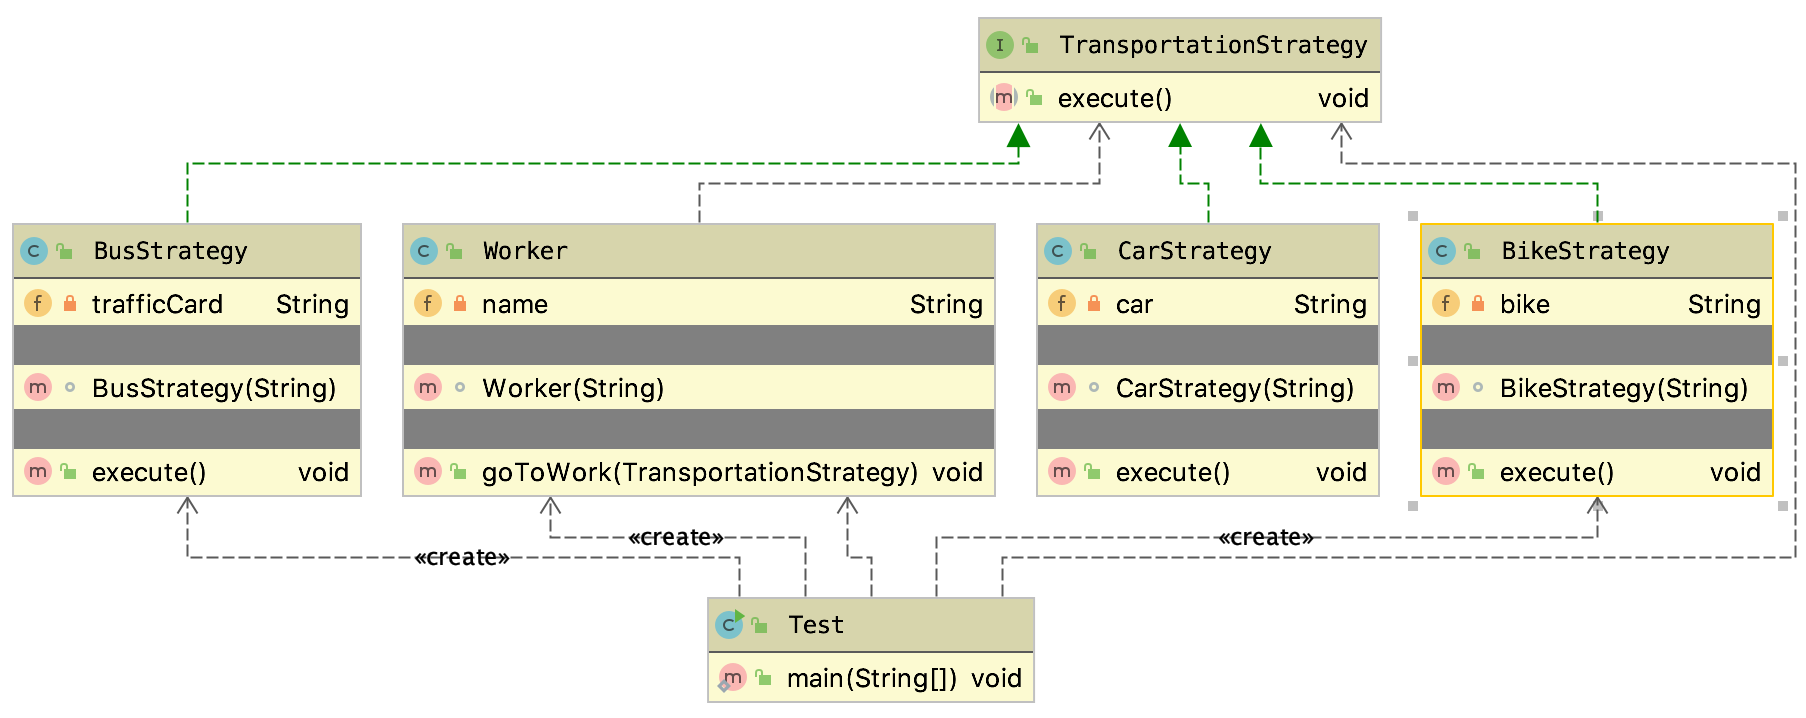 TransportationStrategy
execute() void
BusStrategy
trafficCard String
BusStrategy(String)
execute() void
Worker
name String
Worker(String)
goToWork(TransportationStrategy) void
CarStrategy
car String
CarStrategy(String)
execute() void
BikeStrategy
bike String
BikeStrategy(String)
execute() void
«create»
«create»
«create»
Test
main(String[]) void